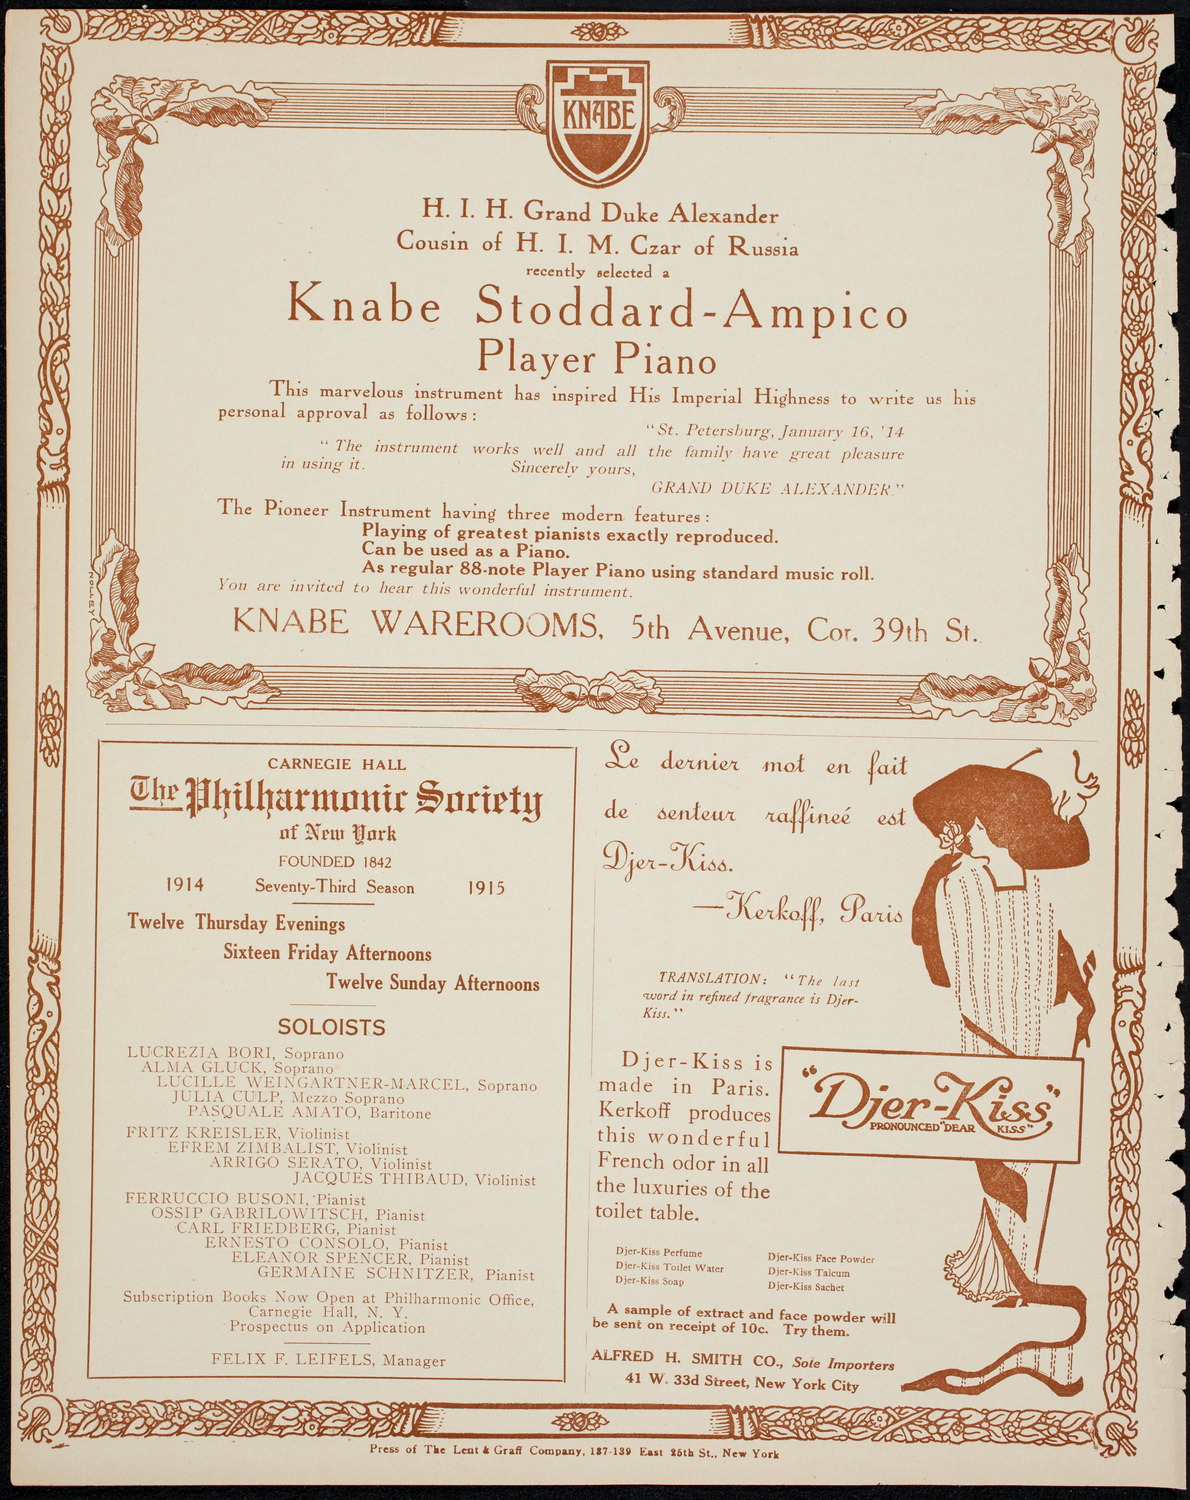 KNABE
H. I. H. Grand Duke Alexander
Cousin of H. I. M. Czar of Russia
recently selected a
Knabe Stoddard-Ampico
Player Piano
This marvelous instrument has inspired His Imperial Highness to write us his
personal approval as follows:
"St. Petersburg, January 16, '14
"The instrument works well and all the family have great pleasure
in using it. Sincerely yours,
GRAND DUKE ALEXANDER."
The Pioneer Instrument having three modern features:
Playing of greatest pianists exactly reproduced.
Can be used as a Piano.
As regular 88-note Player Piano using standard music roll.
You are invited to hear this wonderful instrument.
KNABE WAREROOMS, 5th Avenue, Cor. 39th St.
NOLLEY
CARNEGIE HALL
The Philharmonic Society
of New York
FOUNDED 1842
1914 Seventy-Third Season 1915
Twelve Thursday Evenings
Sixteen Friday Afternoons
Twelve Sunday Afternoons
SOLOISTS
LUCREZIA BORI, Soprano
ALMA GLUCK, Soprano
LUCILLE WEINGARTNER-MARCEL, Soprano
JULIA CULP, Mezzo Soprano
PASQUALE AMATO, Baritone
FRITZ KREISLER, Violinist
EFREM ZIMBALIST, Violinist
ARRIGO SERATO, Violinist
JACQUES THIBAUD, Violinist
FERRUCCIO BUSONI, Pianist
OSSIP GABRILOWITSCH, Pianist
CARL FRIEDBERG, Pianist
ERNESTO CONSOLO, Pianist
ELEANOR SPENCER, Pianist
GERMAINE SCHNITZER, Pianist
Subscription Books Now Open at Philharmonic Office,
Carnegie Hall, N. Y.
Prospectus on Application
FELIX F. LEIFELS, Manager
Le dernier mot en fait
de senteur raffineé est
Djer-Kiss.
—Kerkoff, Paris
TRANSLATION: "The last
word in refined fragrance is Djer-
Kiss."
Djer-Kiss is
made in Paris.
Kerkoff produces
this wonderful
French odor in all
the luxuries of the
toilet table.
"Djer-Kiss"
PRONOUNCED "DEAR KISS"
Djer-Kiss Perfume
Djer-Kiss Toilet Water
Djer-Kiss Soap
Djer-Kiss Face Powder
Djer-Kiss Talcum
Djer-Kiss Sachet
A sample of extract and face powder will
be sent on receipt of 10c. Try them.
ALFRED H. SMITH CO., Sole Importers
41 W. 33d Street, New York City
Press of The Lent & Graff Company, 137-139 East 25th St., New York